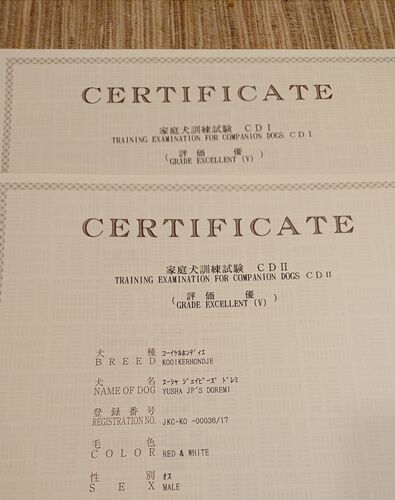 CERTIFICATE
家庭犬訓練試験 CDⅠ
TRAINING EXAMINATION FOR COMPANION DOGS CDⅠ
( 評価 優 )
GRADE EXCELLENT (V)
CERTIFICATE
家庭犬訓練試験 CDⅡ
TRAINING EXAMINATION FOR COMPANION DOGS CDⅡ
( 評価 優 )
GRADE EXCELLENT (V)
犬種 コーイケルホンディエ
BREED KOOIKERHONDJE
犬名 ユーシャ ジェイピーズ ドレミ
NAME OF DOG YUSHA JP'S DOREMI
登録番号
REGISTRATION NO. JKC-KO -00036/17
毛色
COLOR RED & WHITE
性別 オス
SEX MALE